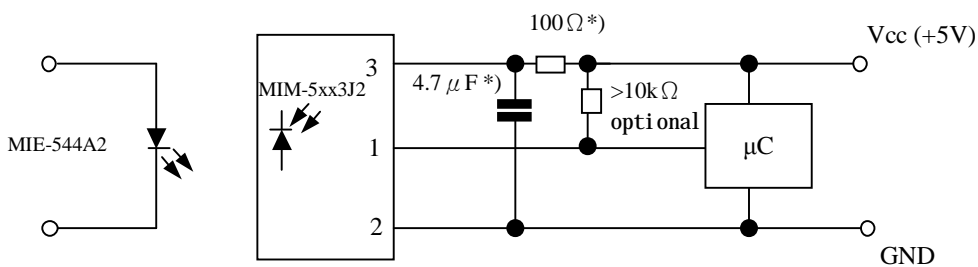 100Ω*)
Vcc (+5V)
3
MIM-5xx3J2
4.7μF*)
>10kΩ
optional
MIE-544A2
1
μC
2
GND